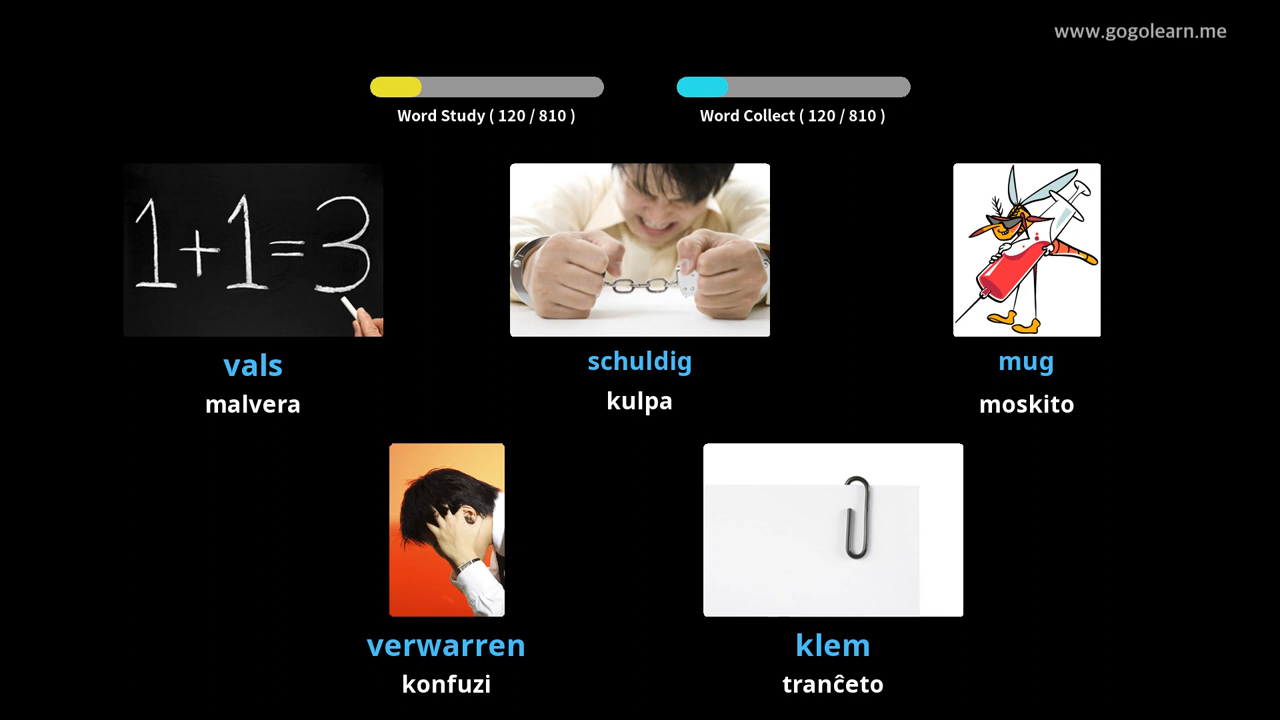 www.gogolearn.me
Word Study ( 120 / 810 )
Word Collect ( 120 / 810 )
1+1=3
vals
malvera
schuldig
kulpa
mug
moskito
verwarren
konfuzi
klem
tranĉeto